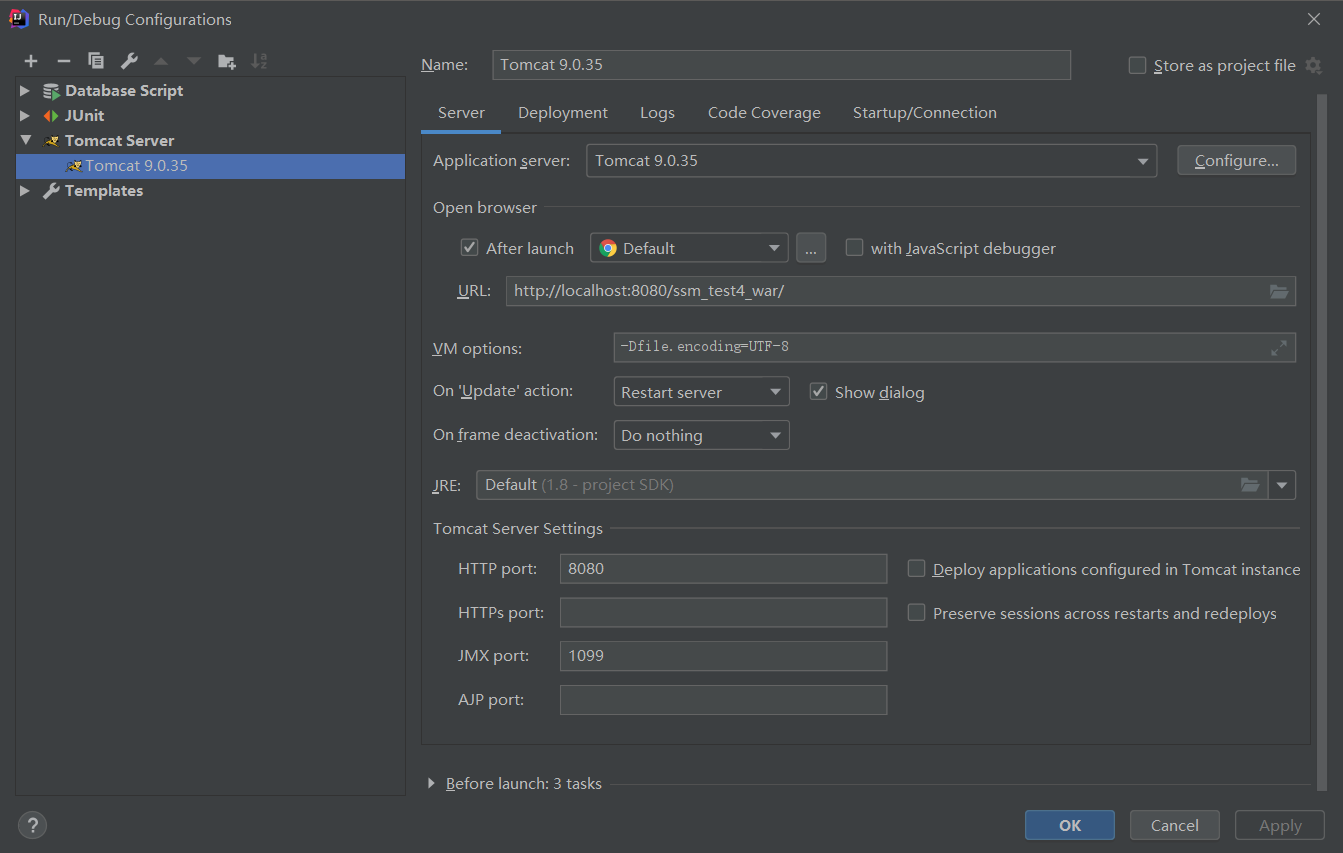 Run/Debug Configurations
Database Script
JUnit
Tomcat Server
Tomcat 9.0.35
Templates
Name: Tomcat 9.0.35 Store as project file
Server Deployment Logs Code Coverage Startup/Connection
Application server: Tomcat 9.0.35 Configure...
Open browser
After launch Default ... with JavaScript debugger
URL: http://localhost:8080/ssm_test4_war/
VM options: -Dfile.encoding=UTF-8
On 'Update' action: Restart server Show dialog
On frame deactivation: Do nothing
JRE: Default (1.8 - project SDK)
Tomcat Server Settings
HTTP port: 8080 Deploy applications configured in Tomcat instance
HTTPs port: Preserve sessions across restarts and redeploys
JMX port: 1099
AJP port:
Before launch: 3 tasks
? OK Cancel Apply